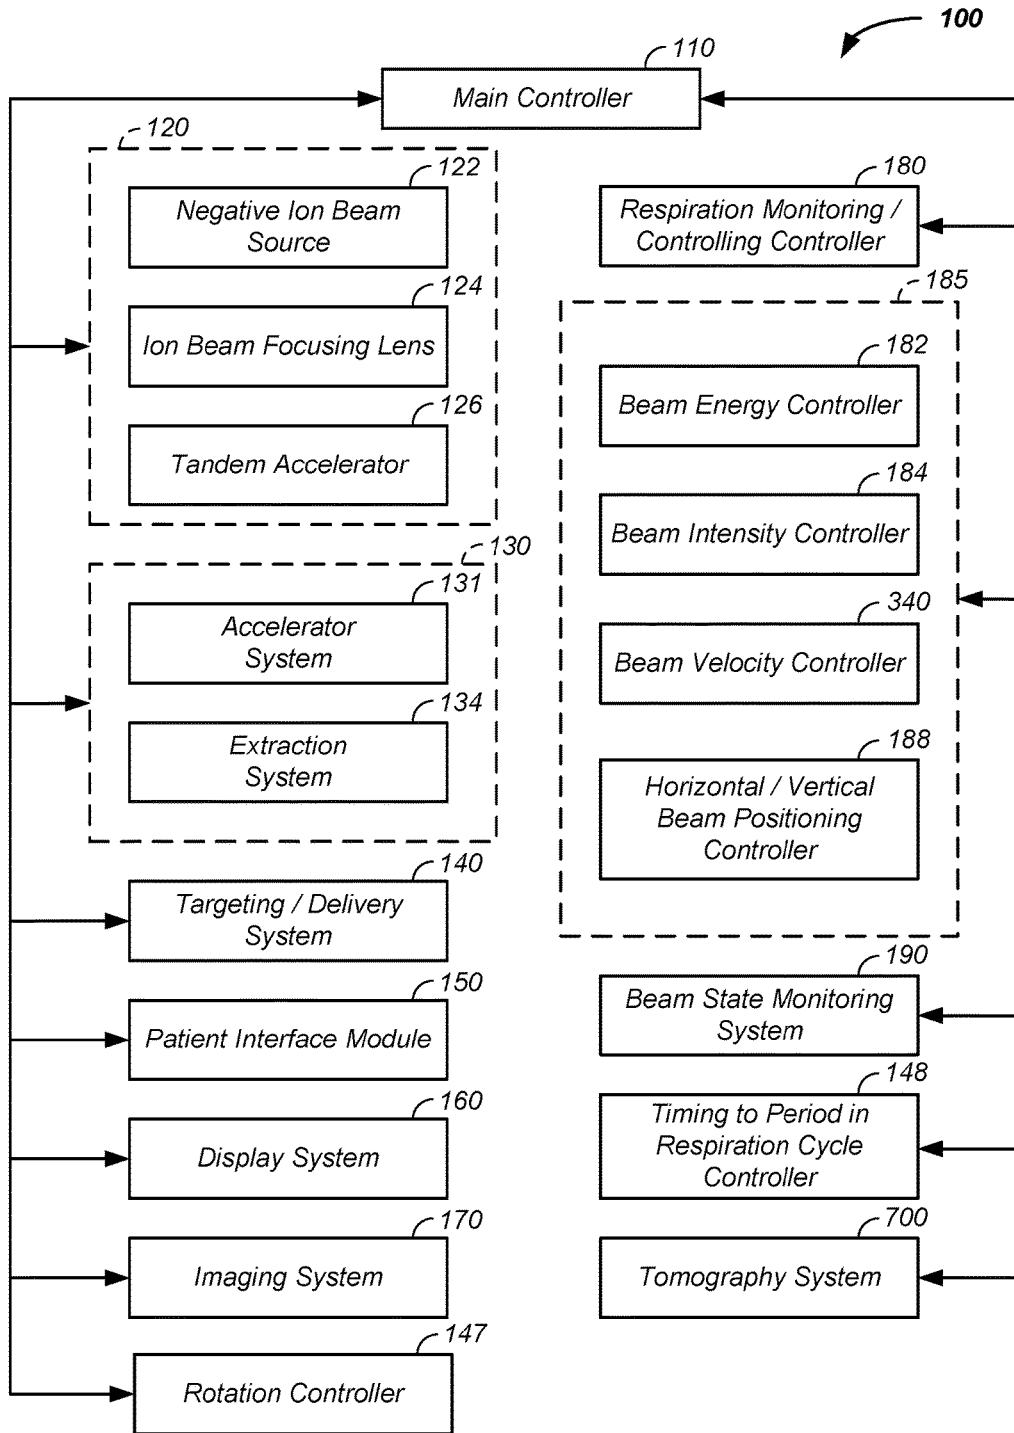 100
110
Main Controller
120
122
Negative Ion Beam
Source
124
Ion Beam Focusing Lens
126
Tandem Accelerator
130
131
Accelerator
System
134
Extraction
System
140
Targeting / Delivery
System
150
Patient Interface Module
160
Display System
170
Imaging System
147
Rotation Controller
180
Respiration Monitoring /
Controlling Controller
185
182
Beam Energy Controller
184
Beam Intensity Controller
340
Beam Velocity Controller
188
Horizontal / Vertical
Beam Positioning
Controller
190
Beam State Monitoring
System
148
Timing to Period in
Respiration Cycle
Controller
700
Tomography System